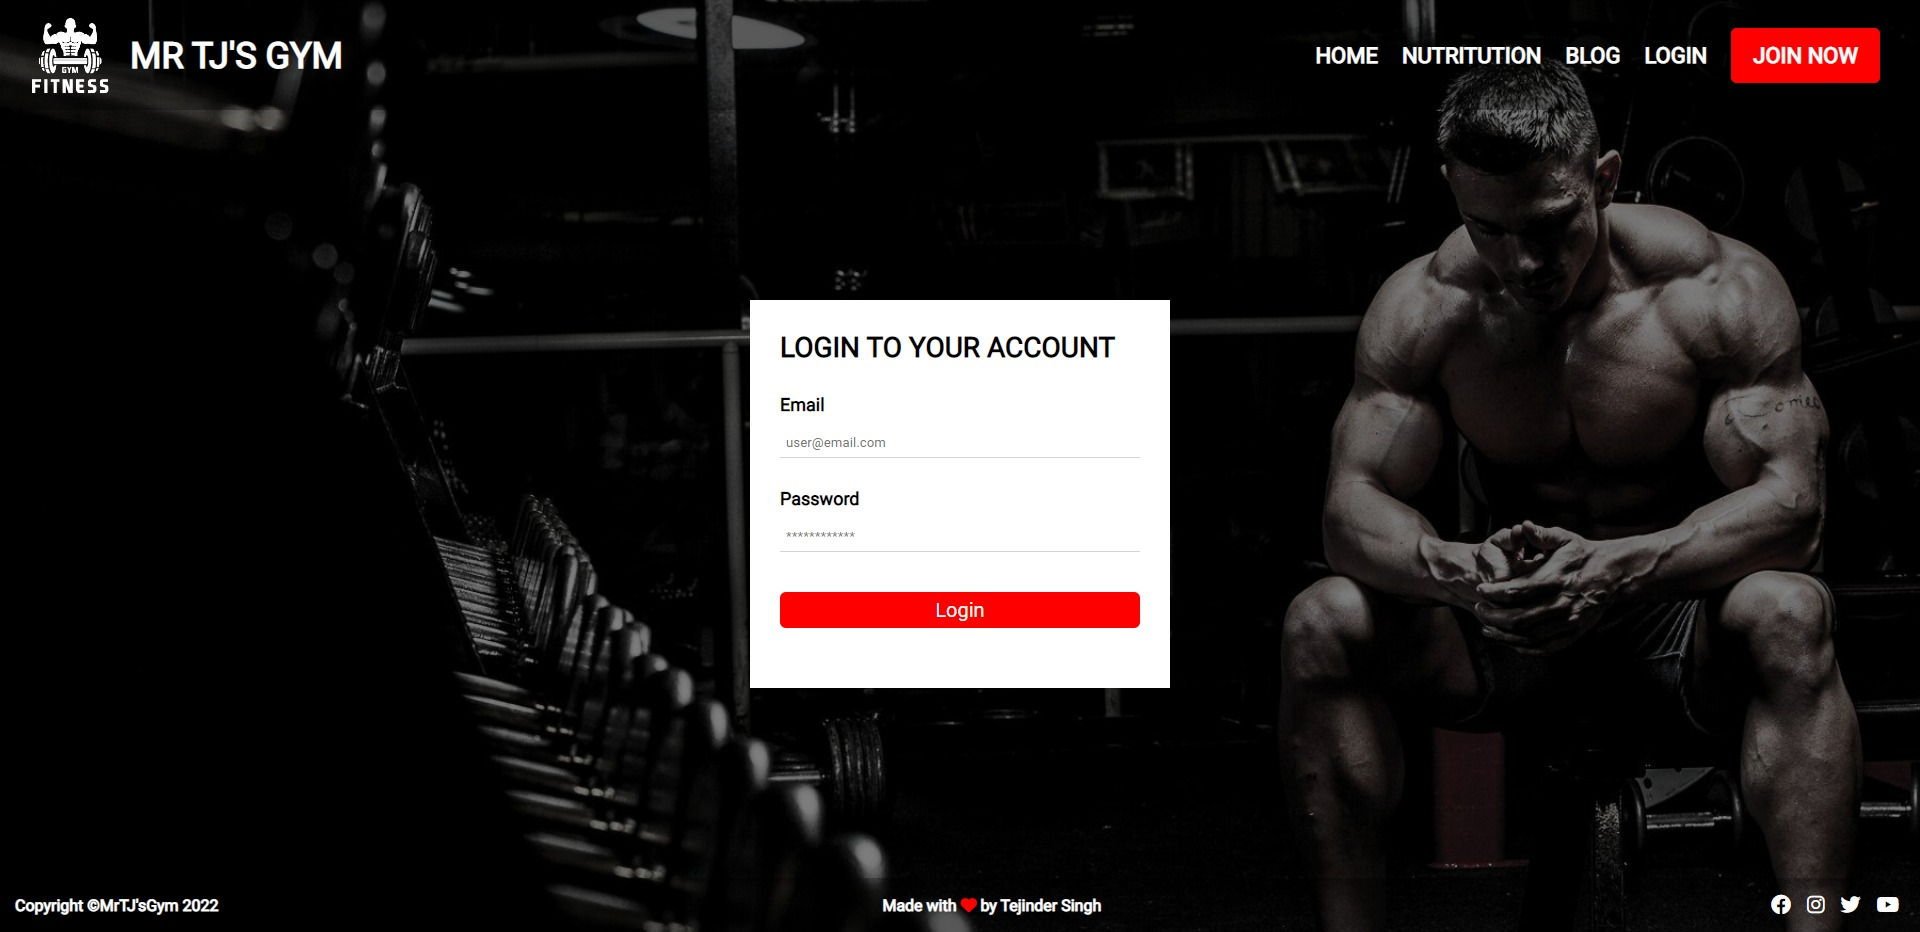 GYM
FITNESS
MR TJ'S GYM
HOME
NUTRITUTION
BLOG
LOGIN
JOIN NOW
LOGIN TO YOUR ACCOUNT
Email
user@email.com
Password
************
Login
Copyright ©MrTJ'sGym 2022
Made with ❤ by Tejinder Singh